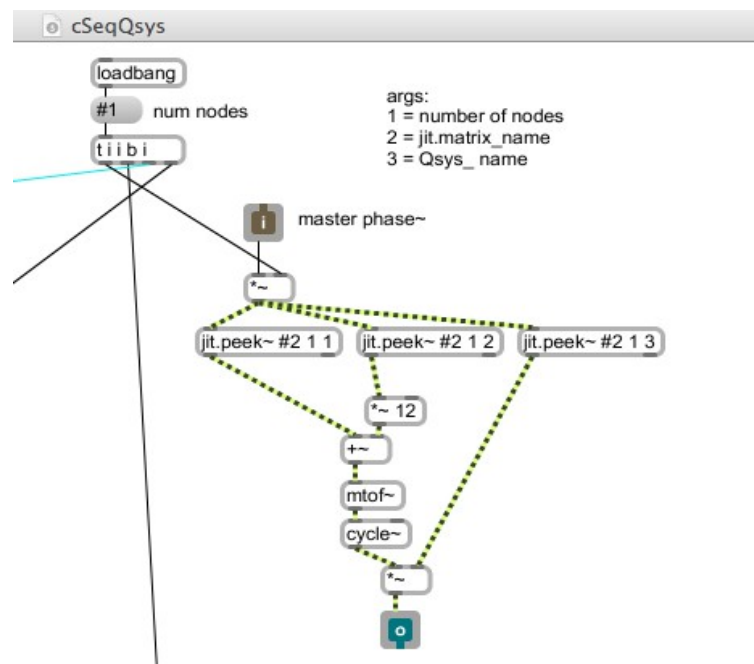 cSeqQsys
loadbang
#1 num nodes
args:
1 = number of nodes
2 = jit.matrix_name
3 = Qsys_ name
t i i b i
i master phase~
*~
jit.peek~ #2 1 1 jit.peek~ #2 1 2 jit.peek~ #2 1 3
*~ 12
+~
mtof~
cycle~
*~
o